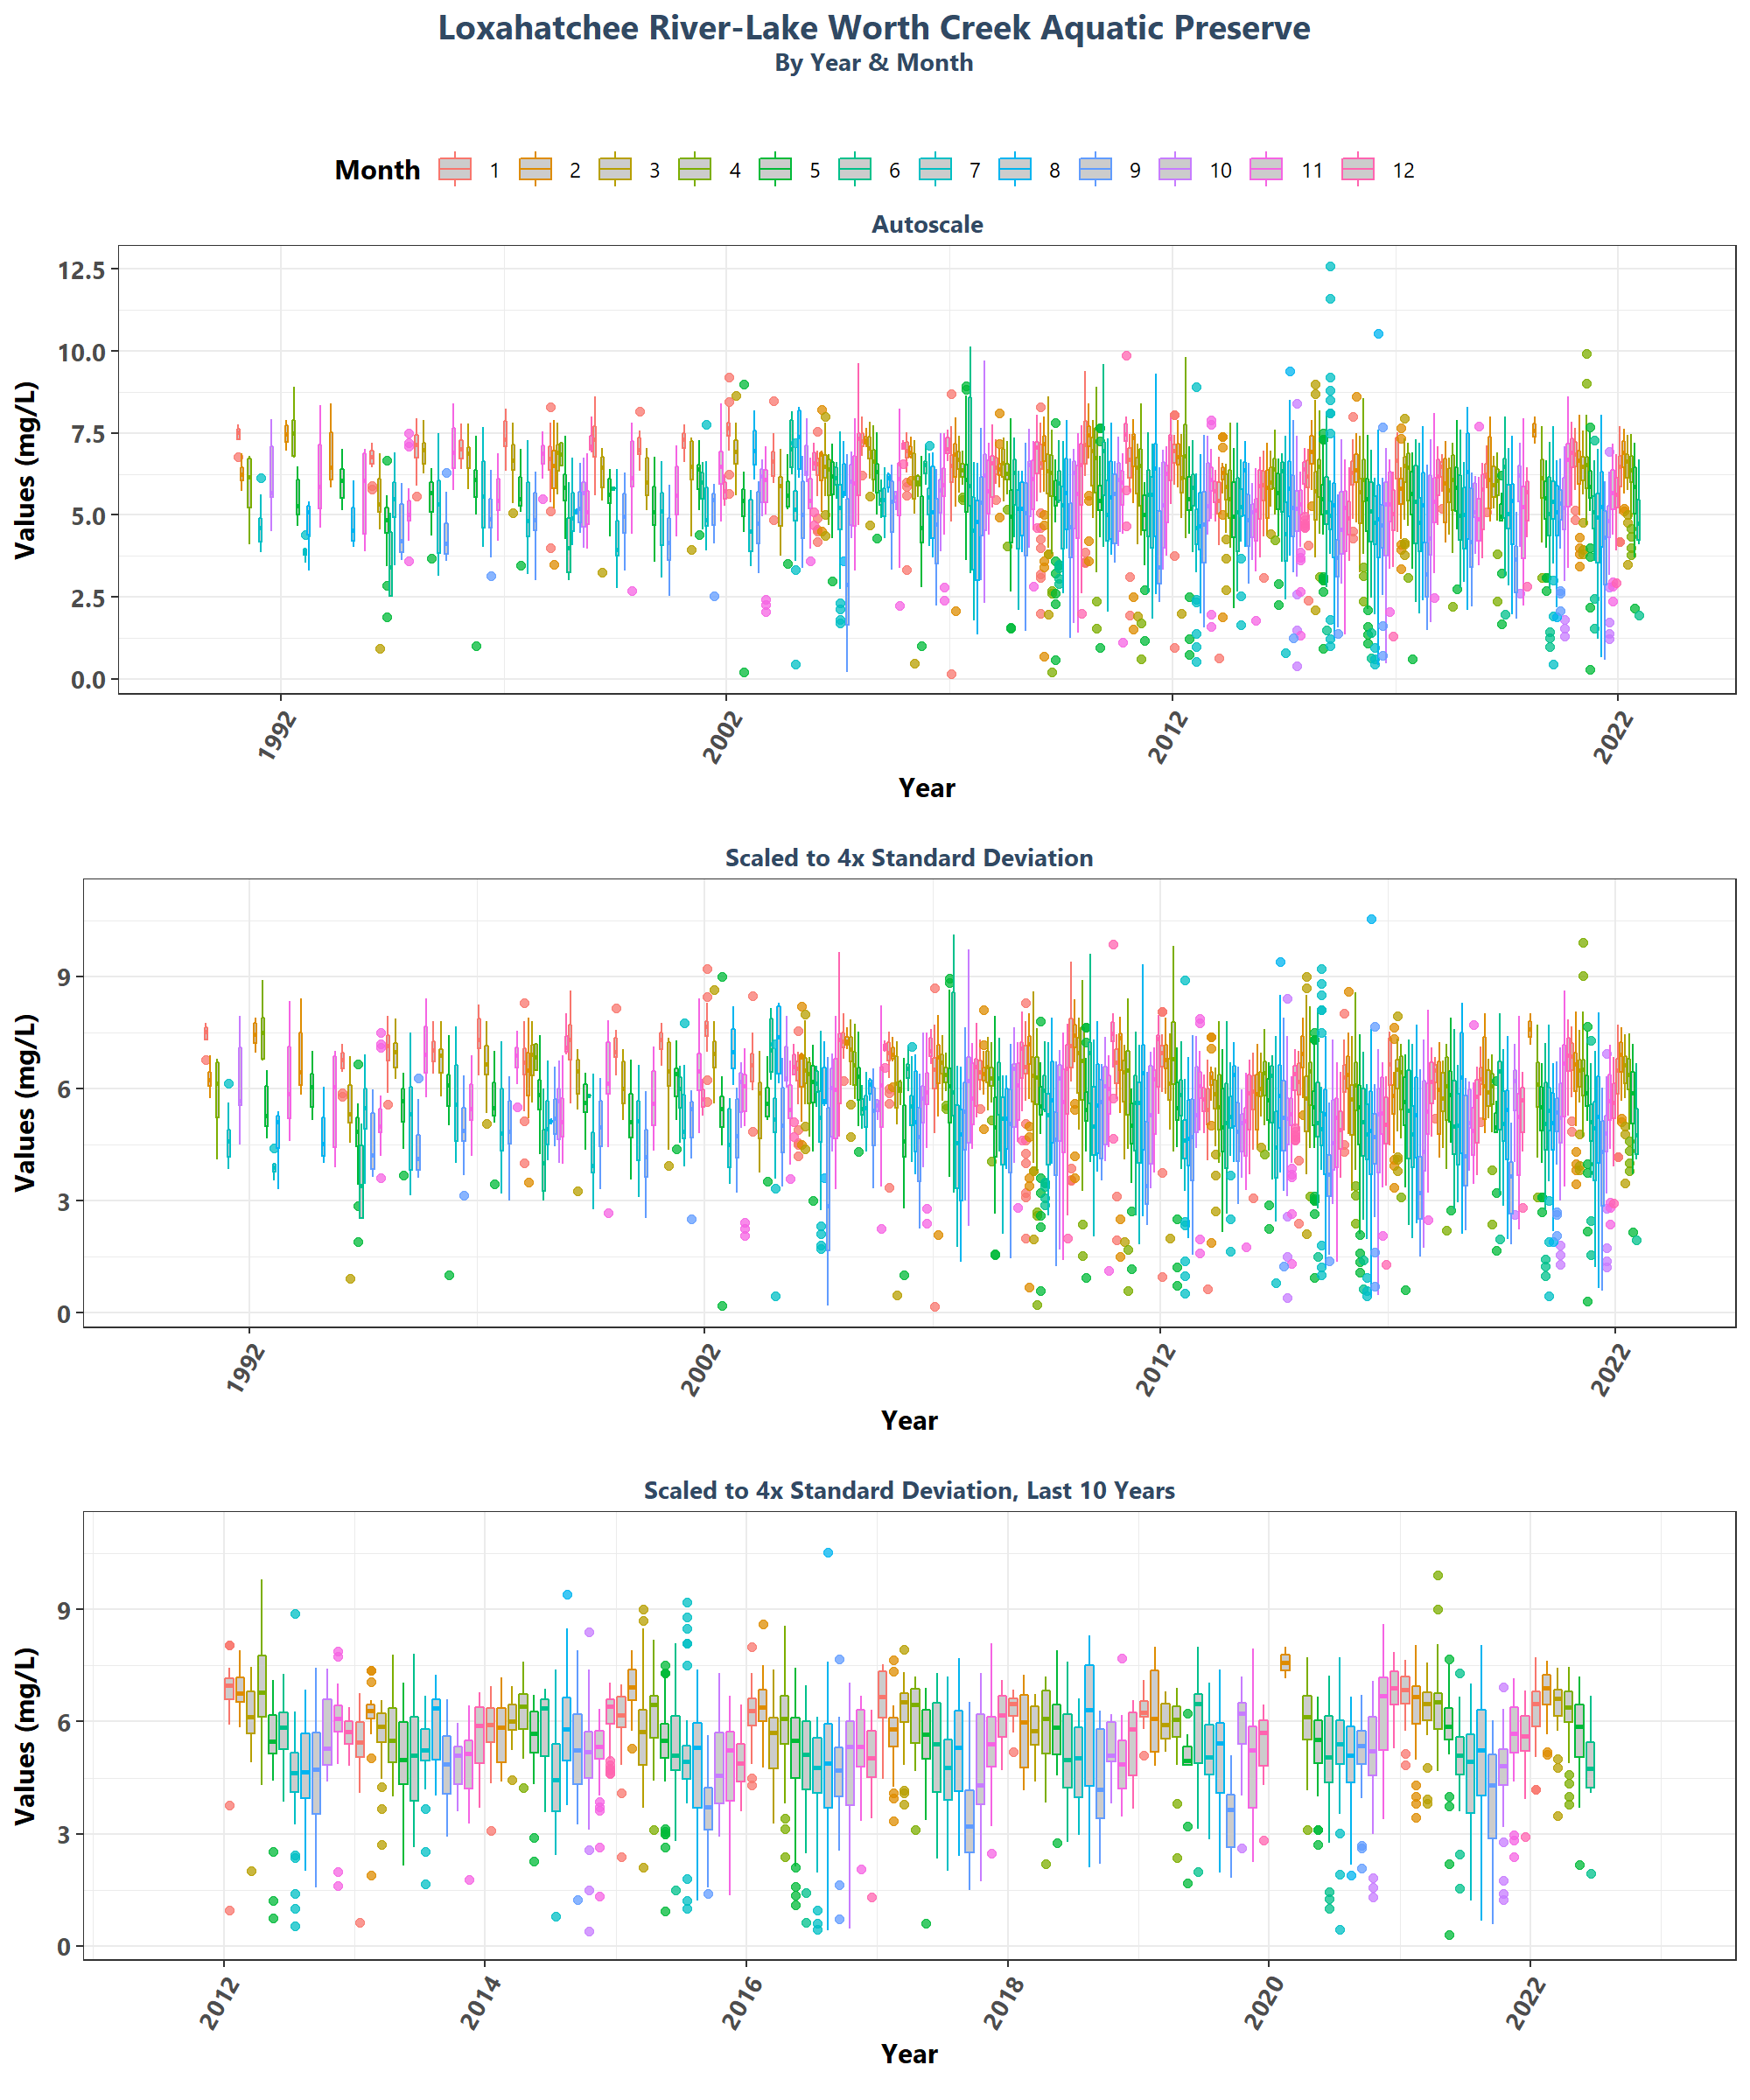 Loxahatchee River-Lake Worth Creek Aquatic Preserve
By Year & Month
Month 1 2 3 4 5 6 7 8 9 10 11 12
Autoscale
Values (mg/L)
12.5
10.0
7.5
5.0
2.5
0.0
1992 2002 2012 2022
Year
Scaled to 4x Standard Deviation
Values (mg/L)
9
6
3
0
1992 2002 2012 2022
Year
Scaled to 4x Standard Deviation, Last 10 Years
Values (mg/L)
9
6
3
0
2012 2014 2016 2018 2020 2022
Year